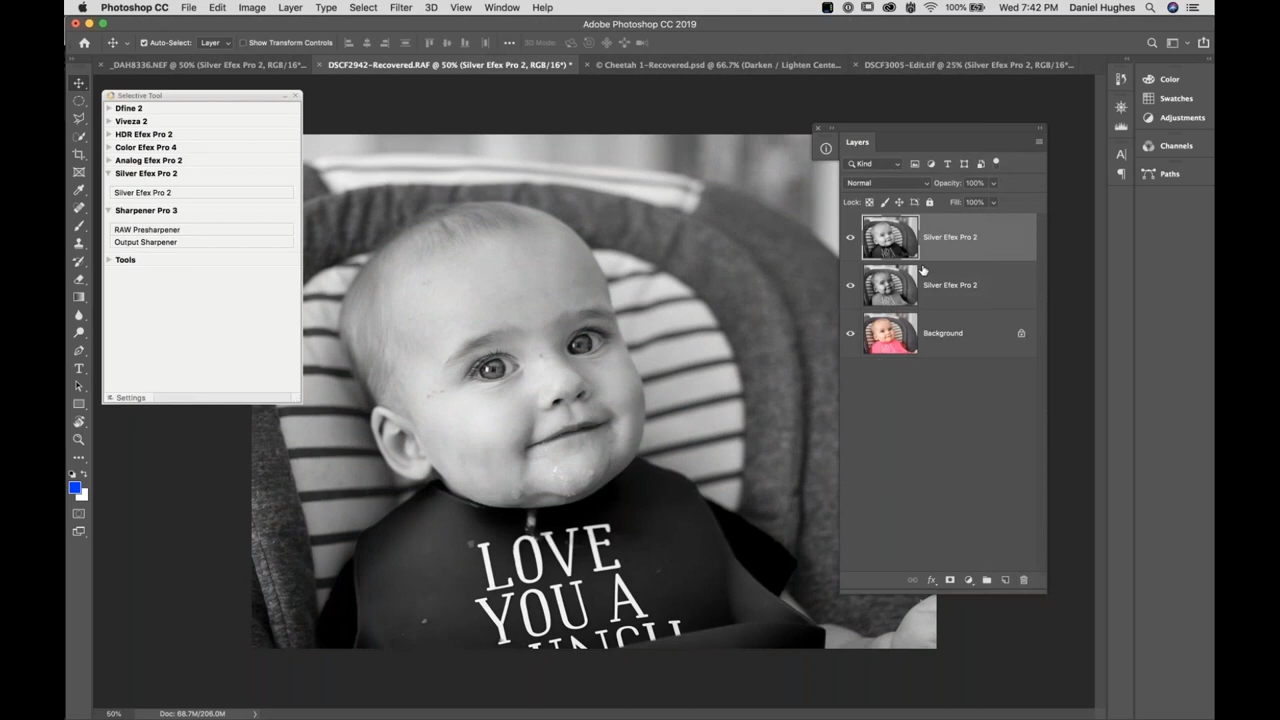 Photoshop CC File Edit Image Layer Type Select Filter 3D View Window Help 100% Wed 7:42 PM Daniel Hughes
Adobe Photoshop CC 2019
Auto-Select: Layer Show Transform Controls 3D Mode:
_DAH8336.NEF @ 50% (Silver Efex Pro 2, RGB/16*...
DSCF2942-Recovered.RAF @ 50% (Silver Efex Pro 2, RGB/16*) *
© Cheetah 1-Recovered.psd @ 66.7% (Darken / Lighten Cente...
DSCF3005-Edit.tif @ 25% (Silver Efex Pro 2, RGB/16*)...
Selective Tool
Dfine 2
Viveza 2
HDR Efex Pro 2
Color Efex Pro 4
Analog Efex Pro 2
Silver Efex Pro 2
Silver Efex Pro 2
Sharpener Pro 3
RAW Presharpener
Output Sharpener
Tools
Settings
LOVE
YOU A
Layers
Kind
Normal Opacity: 100%
Lock: Fill: 100%
Silver Efex Pro 2
Silver Efex Pro 2
Background
Color
Swatches
Adjustments
Channels
Paths
50% Doc: 68.7M/206.0M